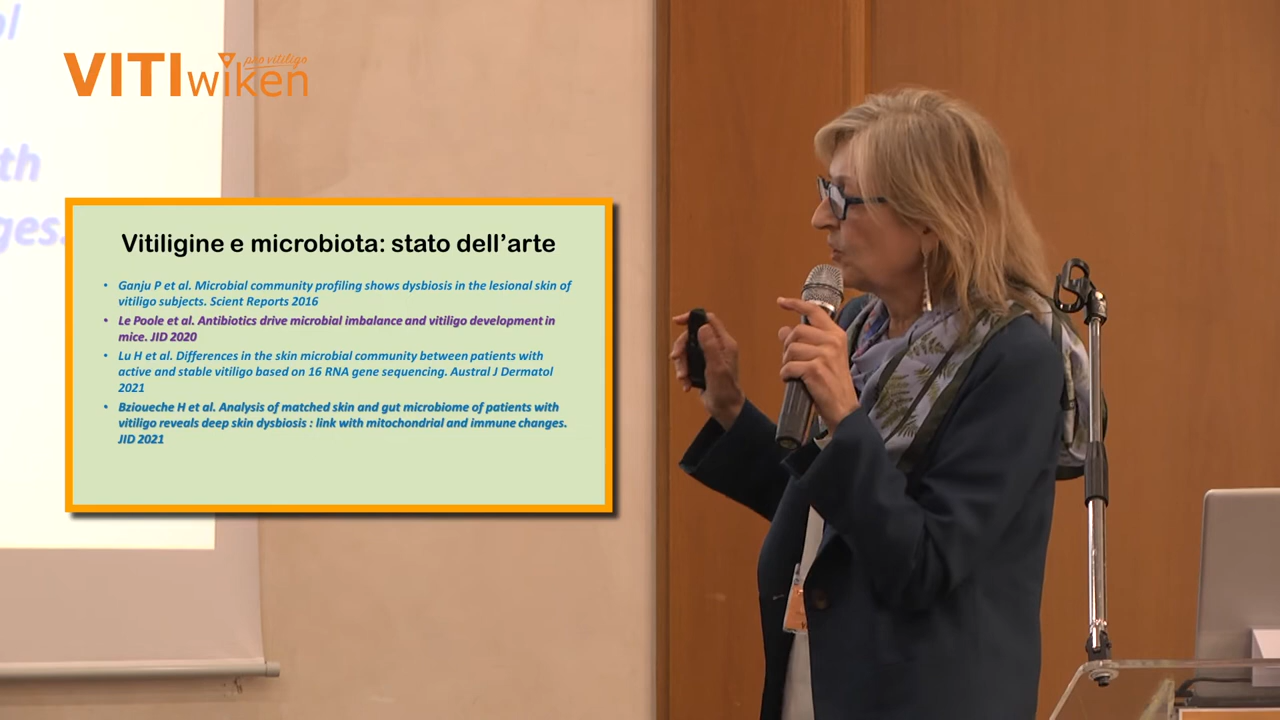 ol
th
ges.
VITIwiken
pro vitiligo
Vitiligine e microbiota: stato dell'arte
• Ganju P et al. Microbial community profiling shows dysbiosis in the lesional skin of
vitiligo subjects. Scient Reports 2016
• Le Poole et al. Antibiotics drive microbial imbalance and vitiligo development in
mice. JID 2020
• Lu H et al. Differences in the skin microbial community between patients with
active and stable vitiligo based on 16 RNA gene sequencing. Austral J Dermatol
2021
• Bzioueche H et al. Analysis of matched skin and gut microbiome of patients with
vitiligo reveals deep skin dysbiosis : link with mitochondrial and immune changes.
JID 2021